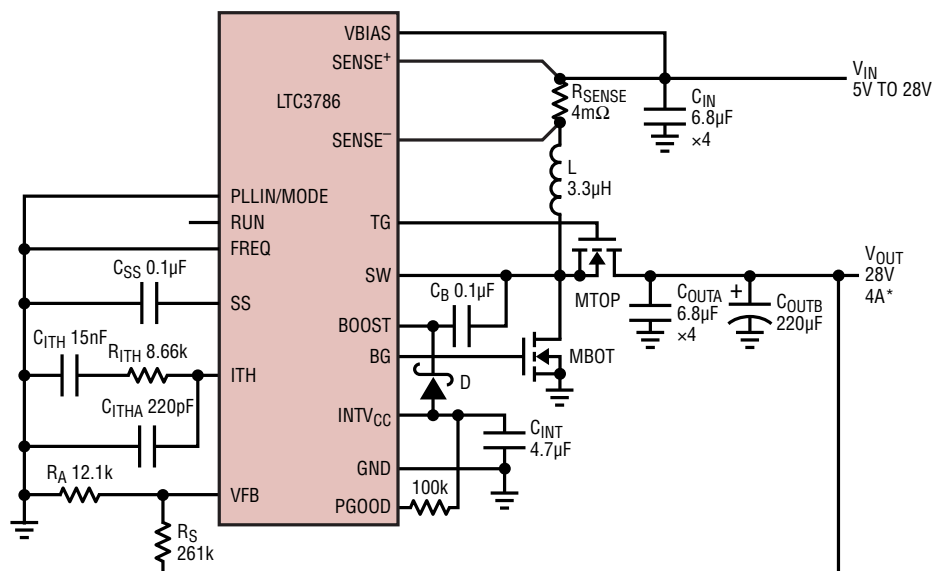 VBIAS
SENSE+
LTC3786
SENSE–
PLLIN/MODE
RUN
FREQ
SS
ITH
VFB
TG
SW
BOOST
BG
INTVCC
GND
PGOOD
CSS 0.1µF
CITH 15nF
RITH 8.66k
CITHA 220pF
RA 12.1k
RS
261k
VIN
5V TO 28V
RSENSE
4mΩ
CIN
6.8µF
×4
L
3.3µH
MTOP
VOUT
28V
4A*
COUTA
6.8µF
×4
+
COUTB
220µF
CB 0.1µF
MBOT
D
CINT
4.7µF
100k